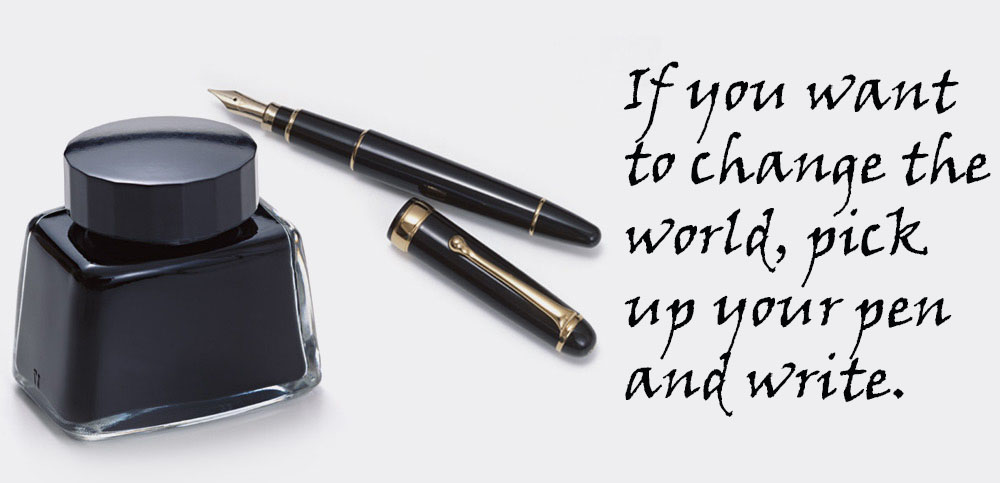 If you want
to change the
world, pick
up your pen
and write.